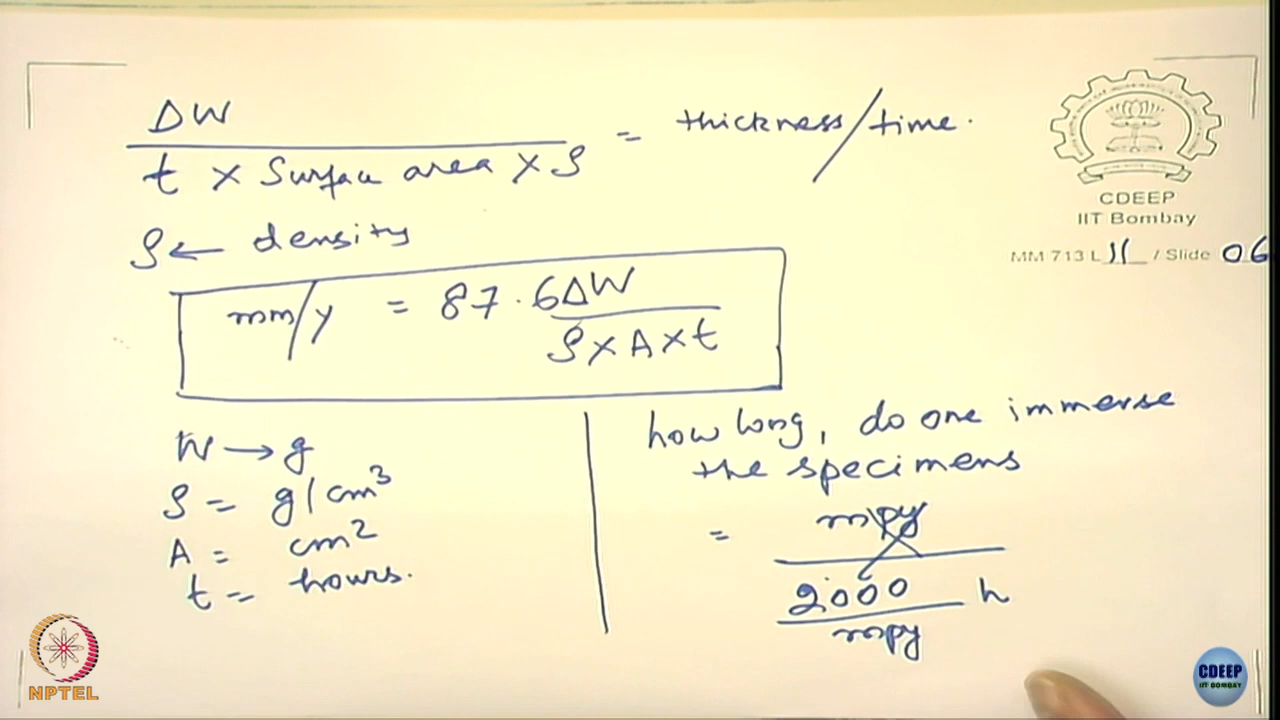 ΔW
t × Surface area × ρ = thickness/time.
ρ ← density
mm/y = 87.6ΔW
ρ × A × t
W → g
ρ = g/cm³
A = cm²
t = hours.
how long, do one immerse
the specimens
= mpy
2000 h
mpy
CDEEP
IIT Bombay
MM 713 L 11 / Slide 06
NPTEL
CDEEP
IIT BOMBAY